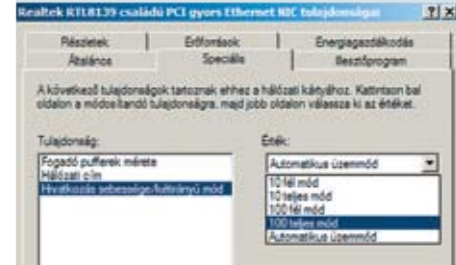 Realtek RTL8139 családú PCI gyors Ethernet NIC tulajdonságai
Részletek Erőforrások Energiagazdálkodás
Általános Speciális Illesztőprogram
A következő tulajdonságok tartoznak ehhez a hálózati kártyához. Kattintson bal
oldalon a módosítandó tulajdonságra, majd jobb oldalon válassza ki az értéket.
Tulajdonság: Érték:
Fogadó pufferek mérete Automatikus üzemmód
Hálózati cím 10 fél mód
Hivatkozás sebessége/kétirányú mód 10 teljes mód
100 fél mód
100 teljes mód
Automatikus üzemmód